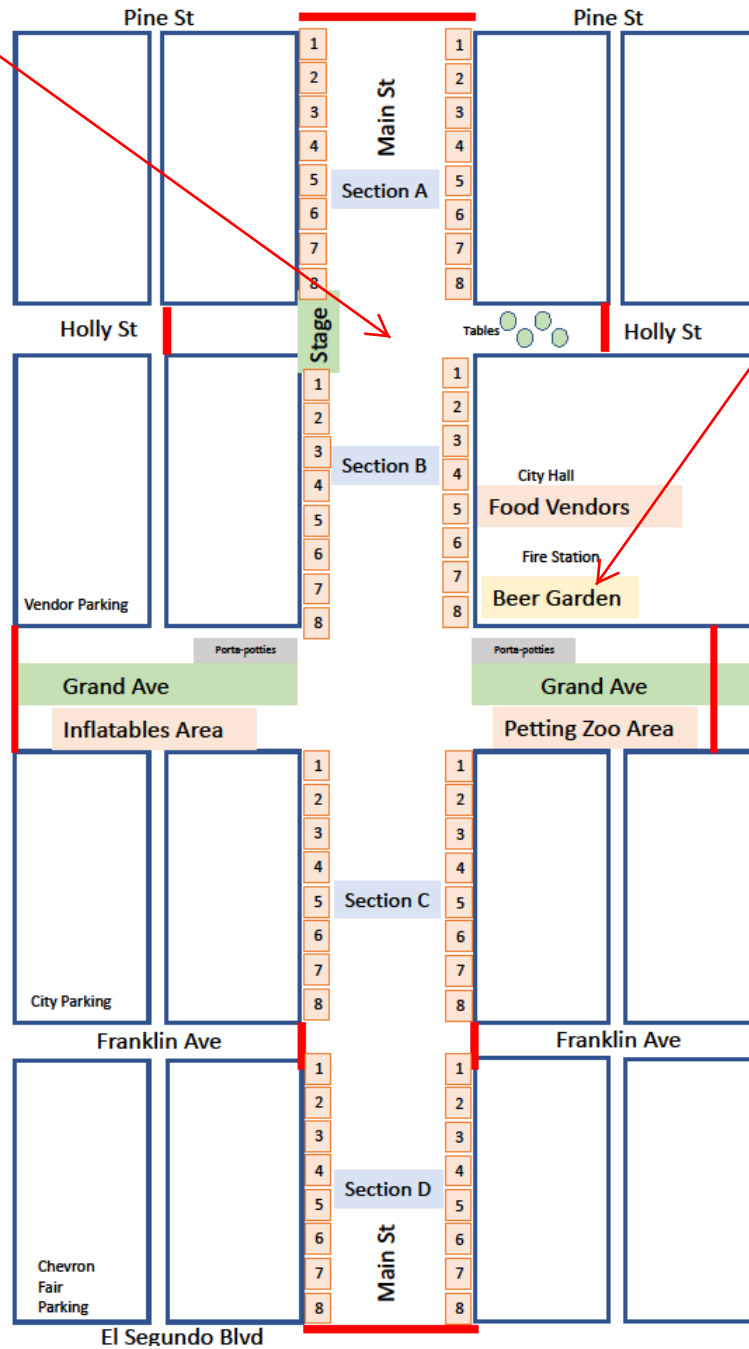 Pine St
Pine St
1 1
2 2
3 3
4 4
5 5
6 6
7 7
8 8
Main St
Section A
Holly St
Stage
Tables
Holly St
1 1
2 2
3 3
4 4
5 5
6 6
7 7
8 8
Section B
City Hall
Food Vendors
Fire Station
Beer Garden
Vendor Parking
Porta-potties
Porta-potties
Grand Ave
Grand Ave
Inflatables Area
Petting Zoo Area
1 1
2 2
3 3
4 4
5 5
6 6
7 7
8 8
Section C
City Parking
Franklin Ave
Franklin Ave
1 1
2 2
3 3
4 4
5 5
6 6
7 7
8 8
Section D
Main St
Chevron
Fair
Parking
El Segundo Blvd